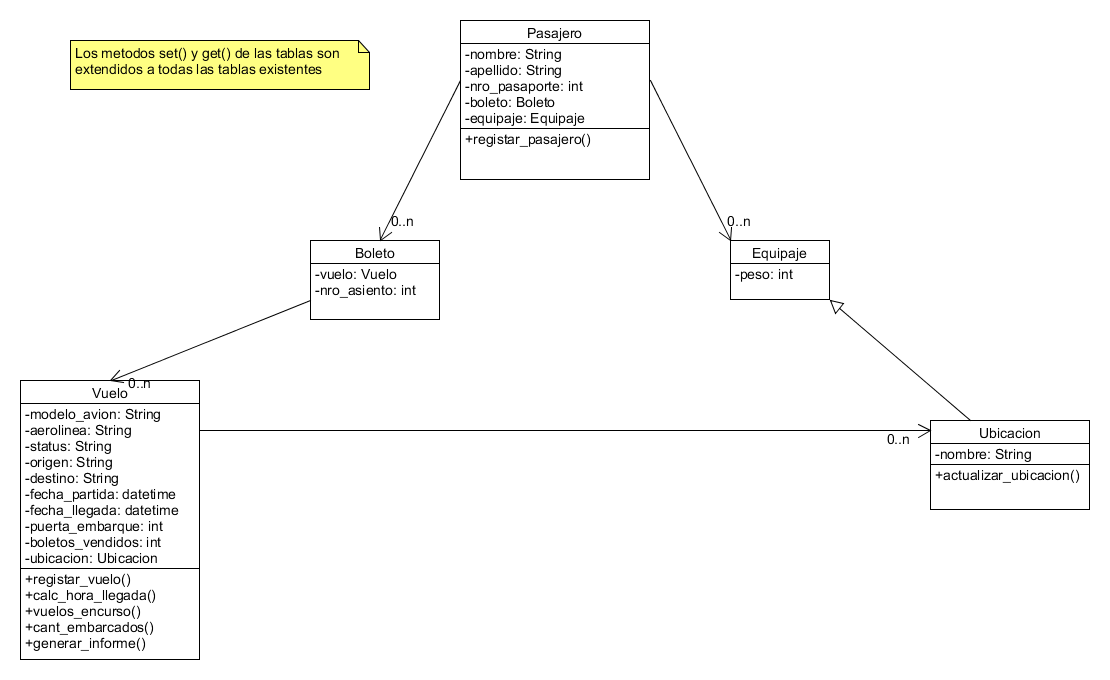 Los metodos set() y get() de las tablas son
extendidos a todas las tablas existentes
Pasajero
-nombre: String
-apellido: String
-nro_pasaporte: int
-boleto: Boleto
-equipaje: Equipaje
+registar_pasajero()
0..n
0..n
Boleto
-vuelo: Vuelo
-nro_asiento: int
Equipaje
-peso: int
0..n
Vuelo
-modelo_avion: String
-aerolinea: String
-status: String
-origen: String
-destino: String
-fecha_partida: datetime
-fecha_llegada: datetime
-puerta_embarque: int
-boletos_vendidos: int
-ubicacion: Ubicacion
+registar_vuelo()
+calc_hora_llegada()
+vuelos_encurso()
+cant_embarcados()
+generar_informe()
0..n
Ubicacion
-nombre: String
+actualizar_ubicacion()